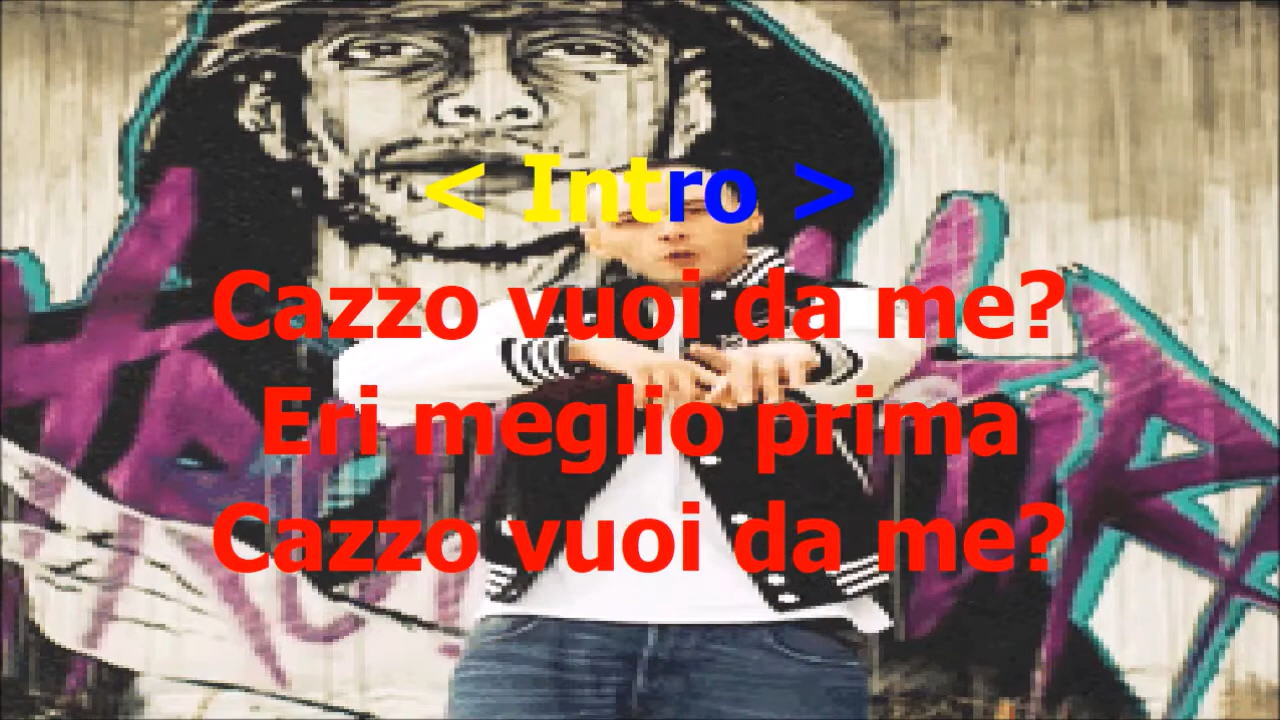 < Intro >
Cazzo vuoi da me?
Eri meglio prima
Cazzo vuoi da me?